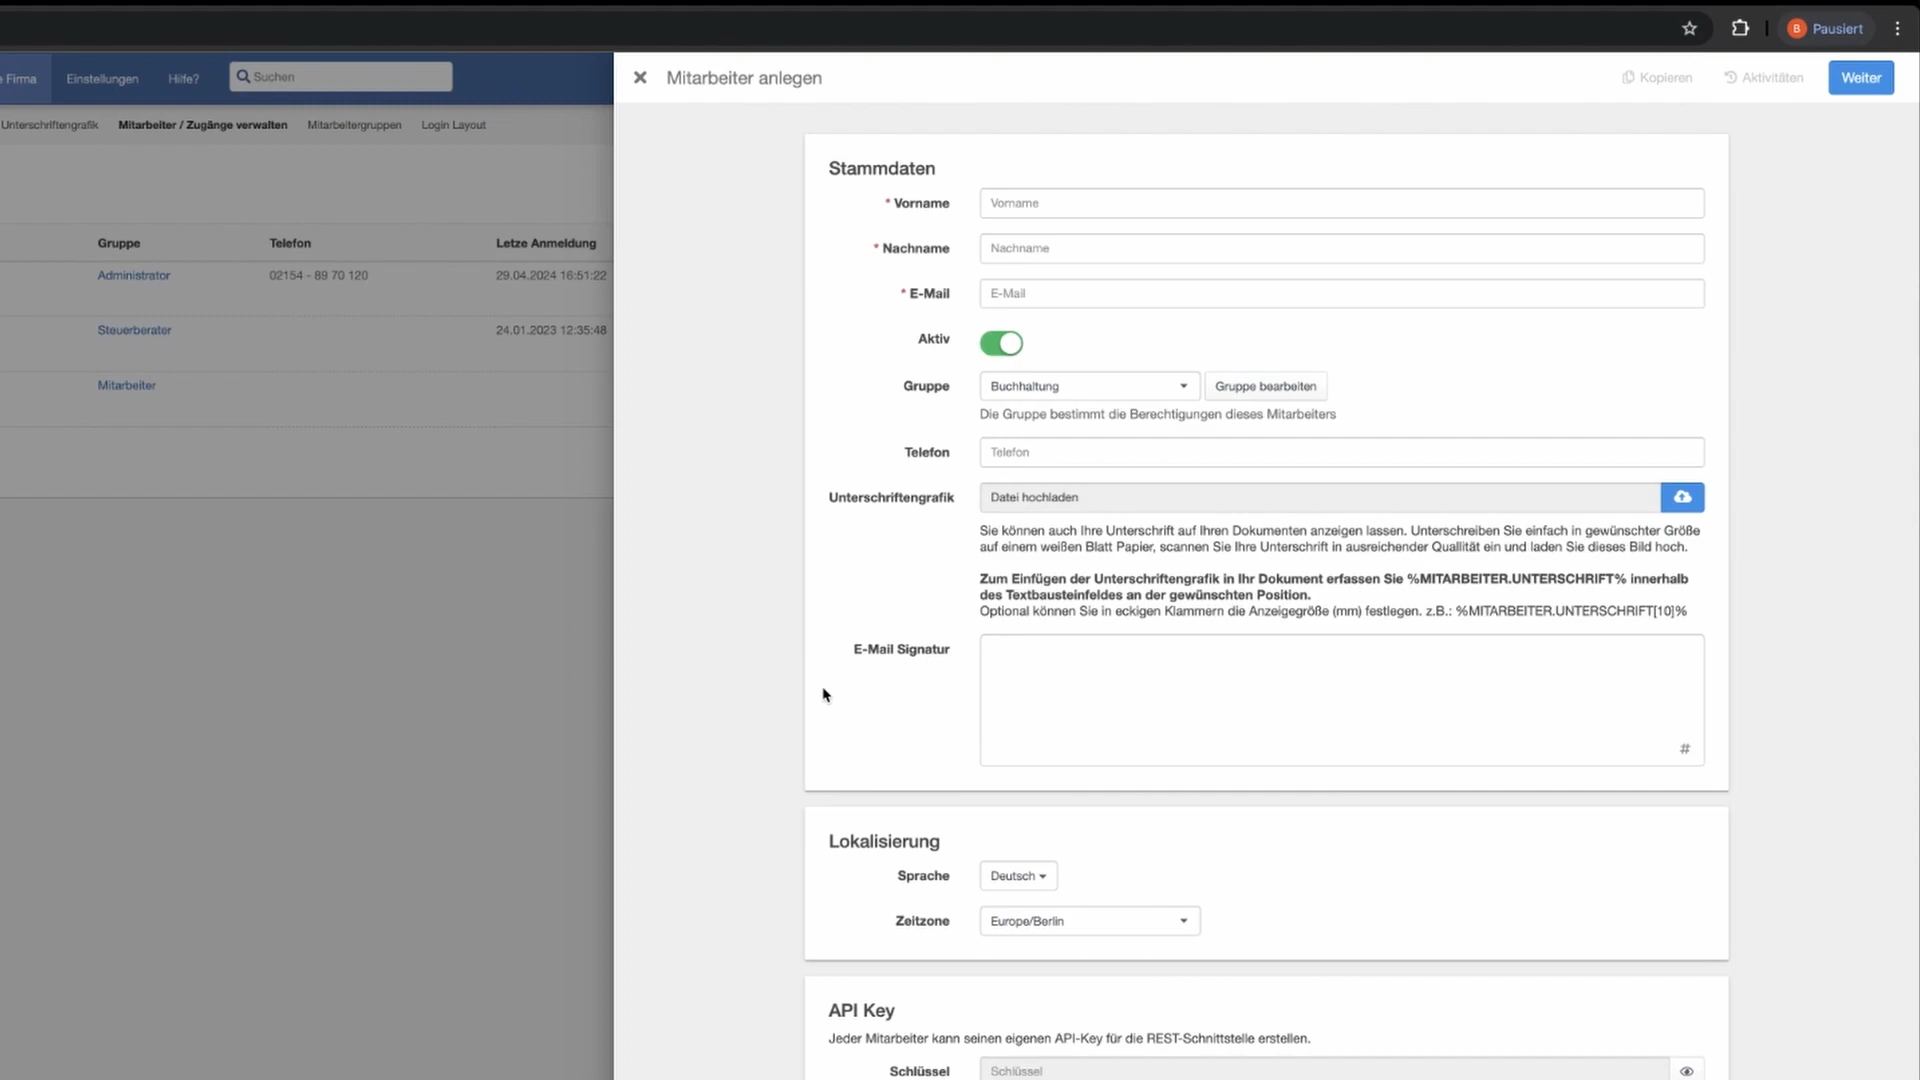 B Pausiert
e Firma Einstellungen Hilfe? Suchen
Mitarbeiter anlegen Kopieren Aktivitäten Weiter
Unterschriftengrafik Mitarbeiter / Zugänge verwalten Mitarbeitergruppen Login Layout
Gruppe Telefon Letze Anmeldung
Administrator 02154 - 89 70 120 29.04.2024 16:51:22
Steuerberater 24.01.2023 12:35:48
Mitarbeiter
Stammdaten
* Vorname Vorname
* Nachname Nachname
* E-Mail E-Mail
Aktiv
Gruppe Buchhaltung Gruppe bearbeiten
Die Gruppe bestimmt die Berechtigungen dieses Mitarbeiters
Telefon Telefon
Unterschriftengrafik Datei hochladen
Sie können auch Ihre Unterschrift auf Ihren Dokumenten anzeigen lassen. Unterschreiben Sie einfach in gewünschter Größe
auf einem weißen Blatt Papier, scannen Sie Ihre Unterschrift in ausreichender Quallität ein und laden Sie dieses Bild hoch.
Zum Einfügen der Unterschriftengrafik in Ihr Dokument erfassen Sie %MITARBEITER.UNTERSCHRIFT% innerhalb
des Textbausteinfeldes an der gewünschten Position.
Optional können Sie in eckigen Klammern die Anzeigegröße (mm) festlegen. z.B.: %MITARBEITER.UNTERSCHRIFT[10]%
E-Mail Signatur
#
Lokalisierung
Sprache Deutsch
Zeitzone Europe/Berlin
API Key
Jeder Mitarbeiter kann seinen eigenen API-Key für die REST-Schnittstelle erstellen.
Schlüssel Schlüssel